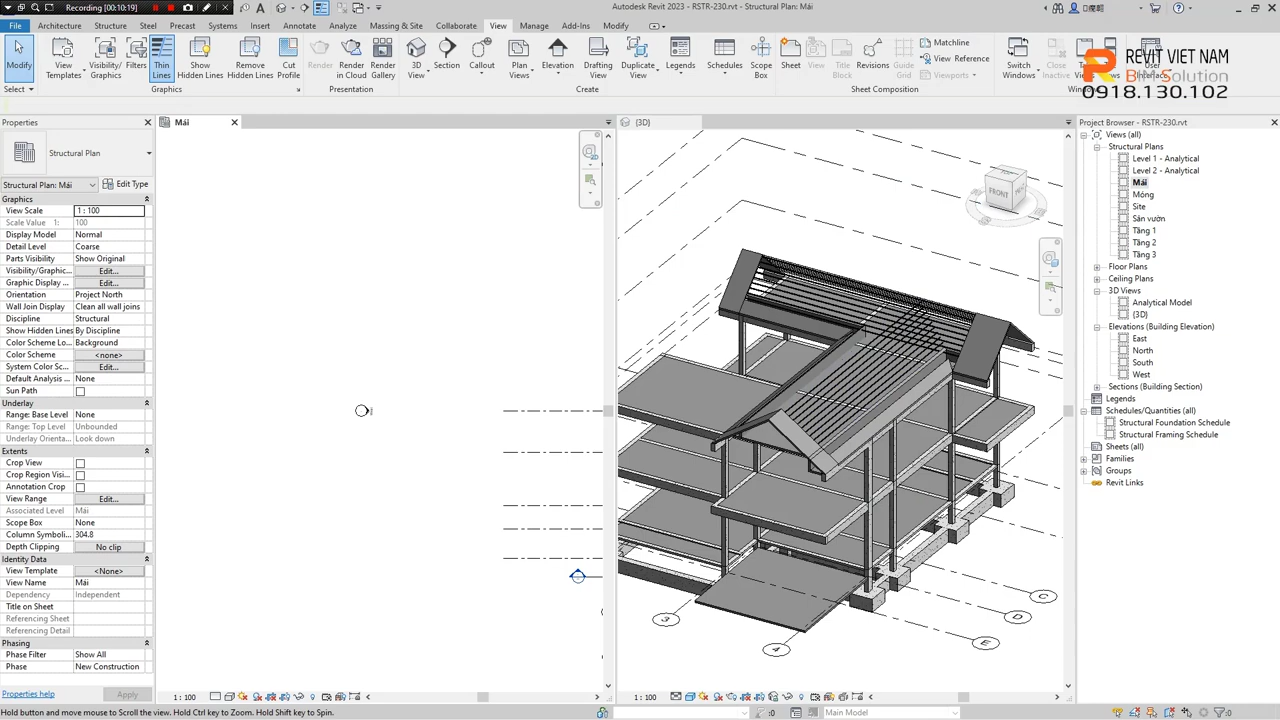 Recording [00:10:19]
Autodesk Revit 2023 - RSTR-230.rvt - Structural Plan: Mái
File Architecture Structure Steel Precast Systems Insert Annotate Analyze Massing & Site Collaborate View Manage Add-Ins Modify
Modify
View Templates
Visibility/ Graphics
Filters
Thin Lines
Show Hidden Lines
Remove Hidden Lines
Cut Profile
Render
Render in Cloud
Render Gallery
3D View
Section
Callout
Plan Views
Elevation
Drafting View
Duplicate View
Legends
Schedules
Scope Box
Sheet
View
Title Block
Revisions
Guide Grid
Matchline
View Reference
Viewports
Switch Windows
Close Inactive
REVIT VIET NAM
BIM Solution
0918.130.102
Select
Graphics
Presentation
Create
Sheet Composition
Properties
Structural Plan
Structural Plan: Mái
Edit Type
Graphics
View Scale 1 : 100
Scale Value 1: 100
Display Model Normal
Detail Level Coarse
Parts Visibility Show Original
Visibility/Graphic... Edit...
Graphic Display ... Edit...
Orientation Project North
Wall Join Display Clean all wall joins
Discipline Structural
Show Hidden Lines By Discipline
Color Scheme Lo... Background
Color Scheme <none>
System Color Sc... Edit...
Default Analysis ... None
Sun Path
Underlay
Range: Base Level None
Range: Top Level Unbounded
Underlay Orienta... Look down
Extents
Crop View
Crop Region Visi...
Annotation Crop
View Range Edit...
Associated Level Mái
Scope Box None
Column Symboli... 304.8
Depth Clipping No clip
Identity Data
View Template <None>
View Name Mái
Dependency Independent
Title on Sheet
Referencing Sheet
Referencing Detail
Phasing
Phase Filter Show All
Phase New Construction
Properties help
Apply
Mái
1 : 100
{3D}
TOP
FRONT
3
4
C
D
E
1 : 100
Project Browser - RSTR-230.rvt
Views (all)
Structural Plans
Level 1 - Analytical
Level 2 - Analytical
Mái
Móng
Site
Sân vườn
Tầng 1
Tầng 2
Tầng 3
Floor Plans
Ceiling Plans
3D Views
Analytical Model
{3D}
Elevations (Building Elevation)
East
North
South
West
Sections (Building Section)
Legends
Schedules/Quantities (all)
Structural Foundation Schedule
Structural Framing Schedule
Sheets (all)
Families
Groups
Revit Links
Hold button and move mouse to Scroll the view. Hold Ctrl key to Zoom. Hold Shift key to Spin.
:0
Main Model
:0